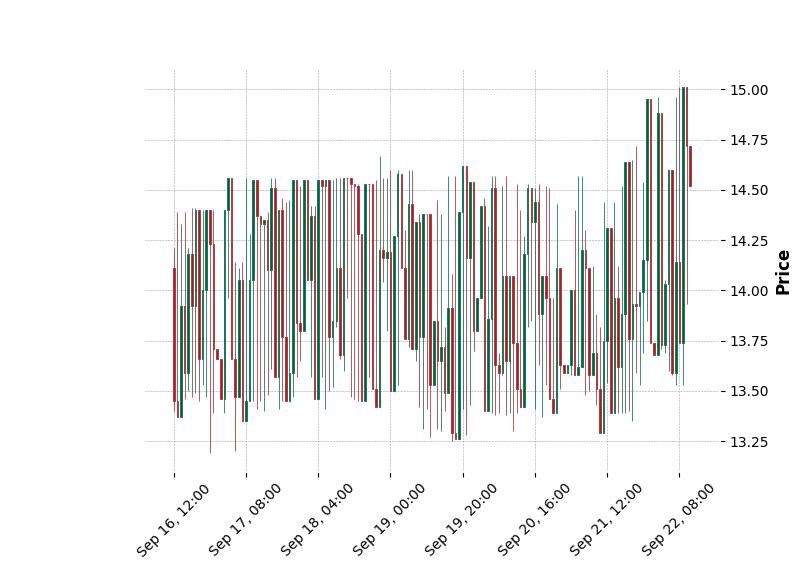 15.00
14.75
14.50
14.25
14.00
13.75
13.50
13.25
Price
Sep 16, 12:00
Sep 17, 08:00
Sep 18, 04:00
Sep 19, 00:00
Sep 19, 20:00
Sep 20, 16:00
Sep 21, 12:00
Sep 22, 08:00